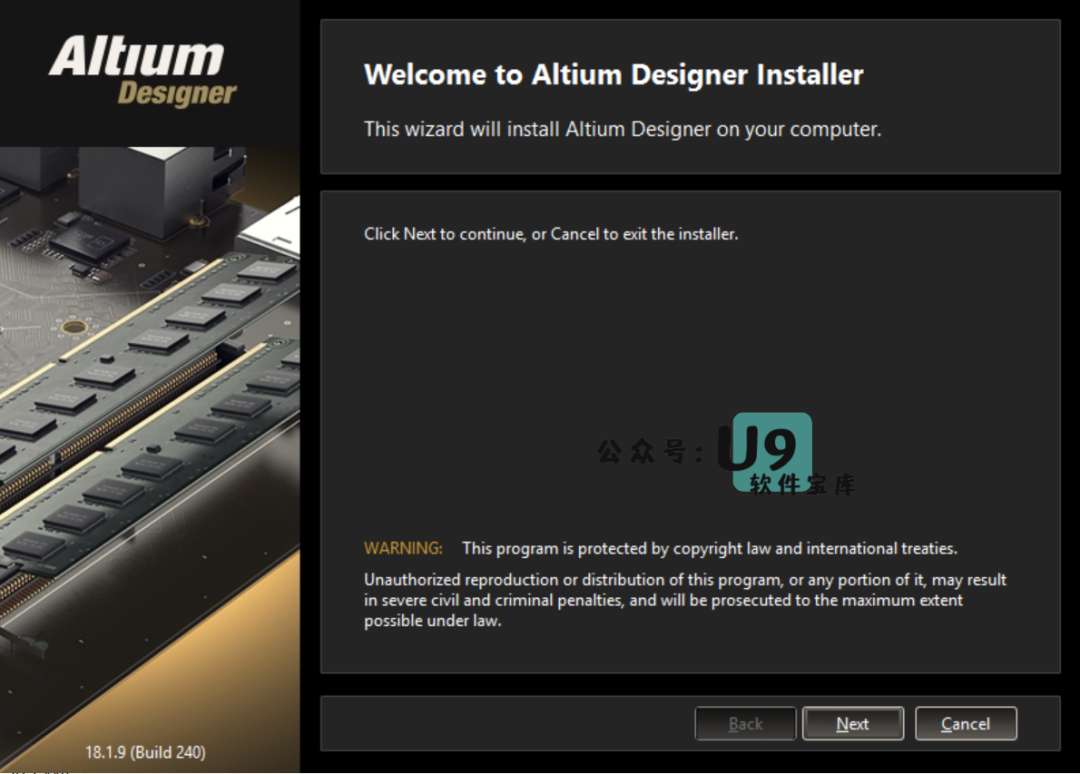 Altium
Designer
Welcome to Altium Designer Installer
This wizard will install Altium Designer on your computer.
Click Next to continue, or Cancel to exit the installer.
公众号：U9
软件宝库
WARNING: This program is protected by copyright law and international treaties.
Unauthorized reproduction or distribution of this program, or any portion of it, may result
in severe civil and criminal penalties, and will be prosecuted to the maximum extent
possible under law.
Back Next Cancel
18.1.9 (Build 240)